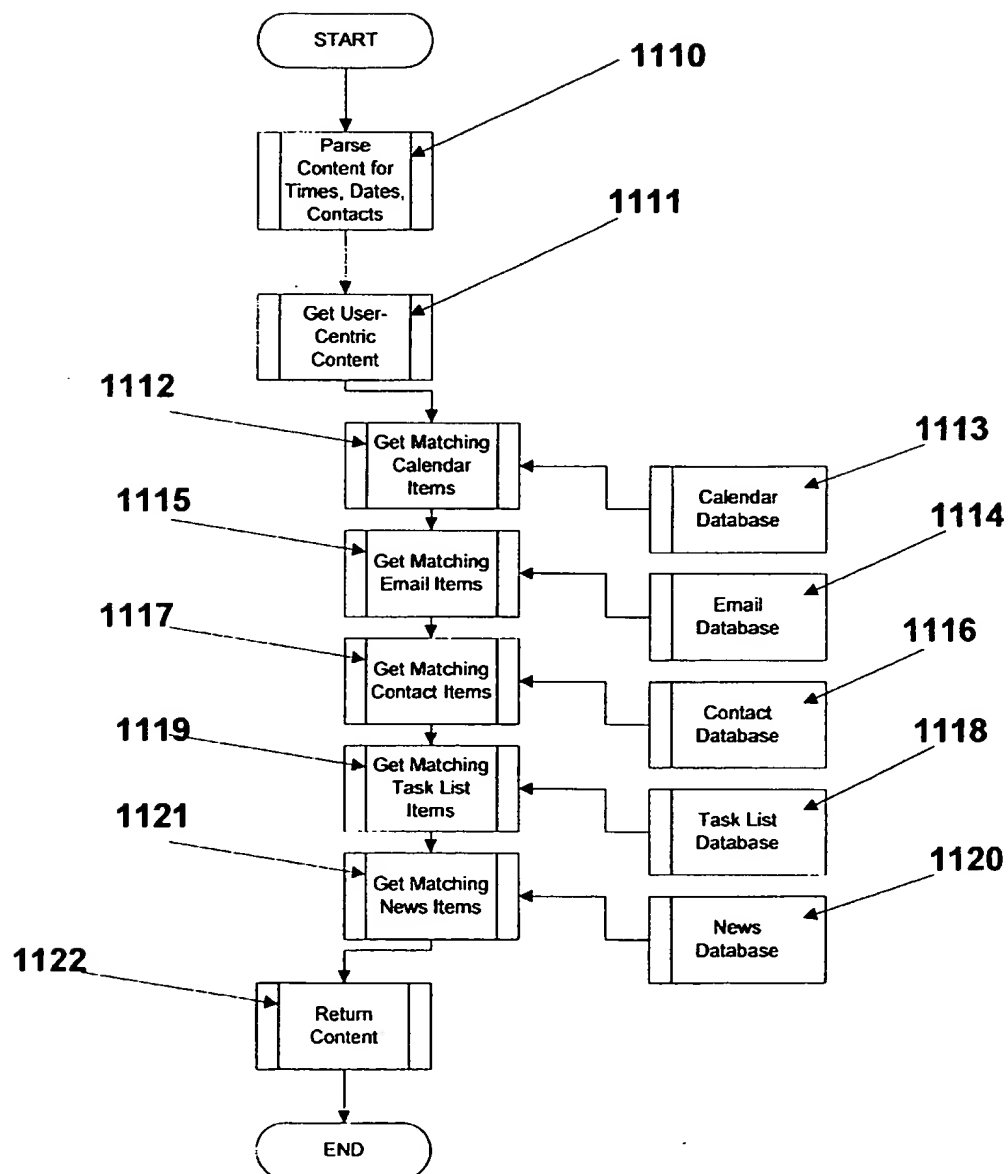 START
1110
Parse
Content for
Times, Dates,
Contacts
1111
Get User-
Centric
Content
1112
Get Matching
Calendar
Items
1113
Calendar
Database
1115
Get Matching
Email Items
1114
Email
Database
1117
Get Matching
Contact Items
1116
Contact
Database
1119
Get Matching
Task List
Items
1118
Task List
Database
1121
Get Matching
News Items
1120
News
Database
1122
Return
Content
END